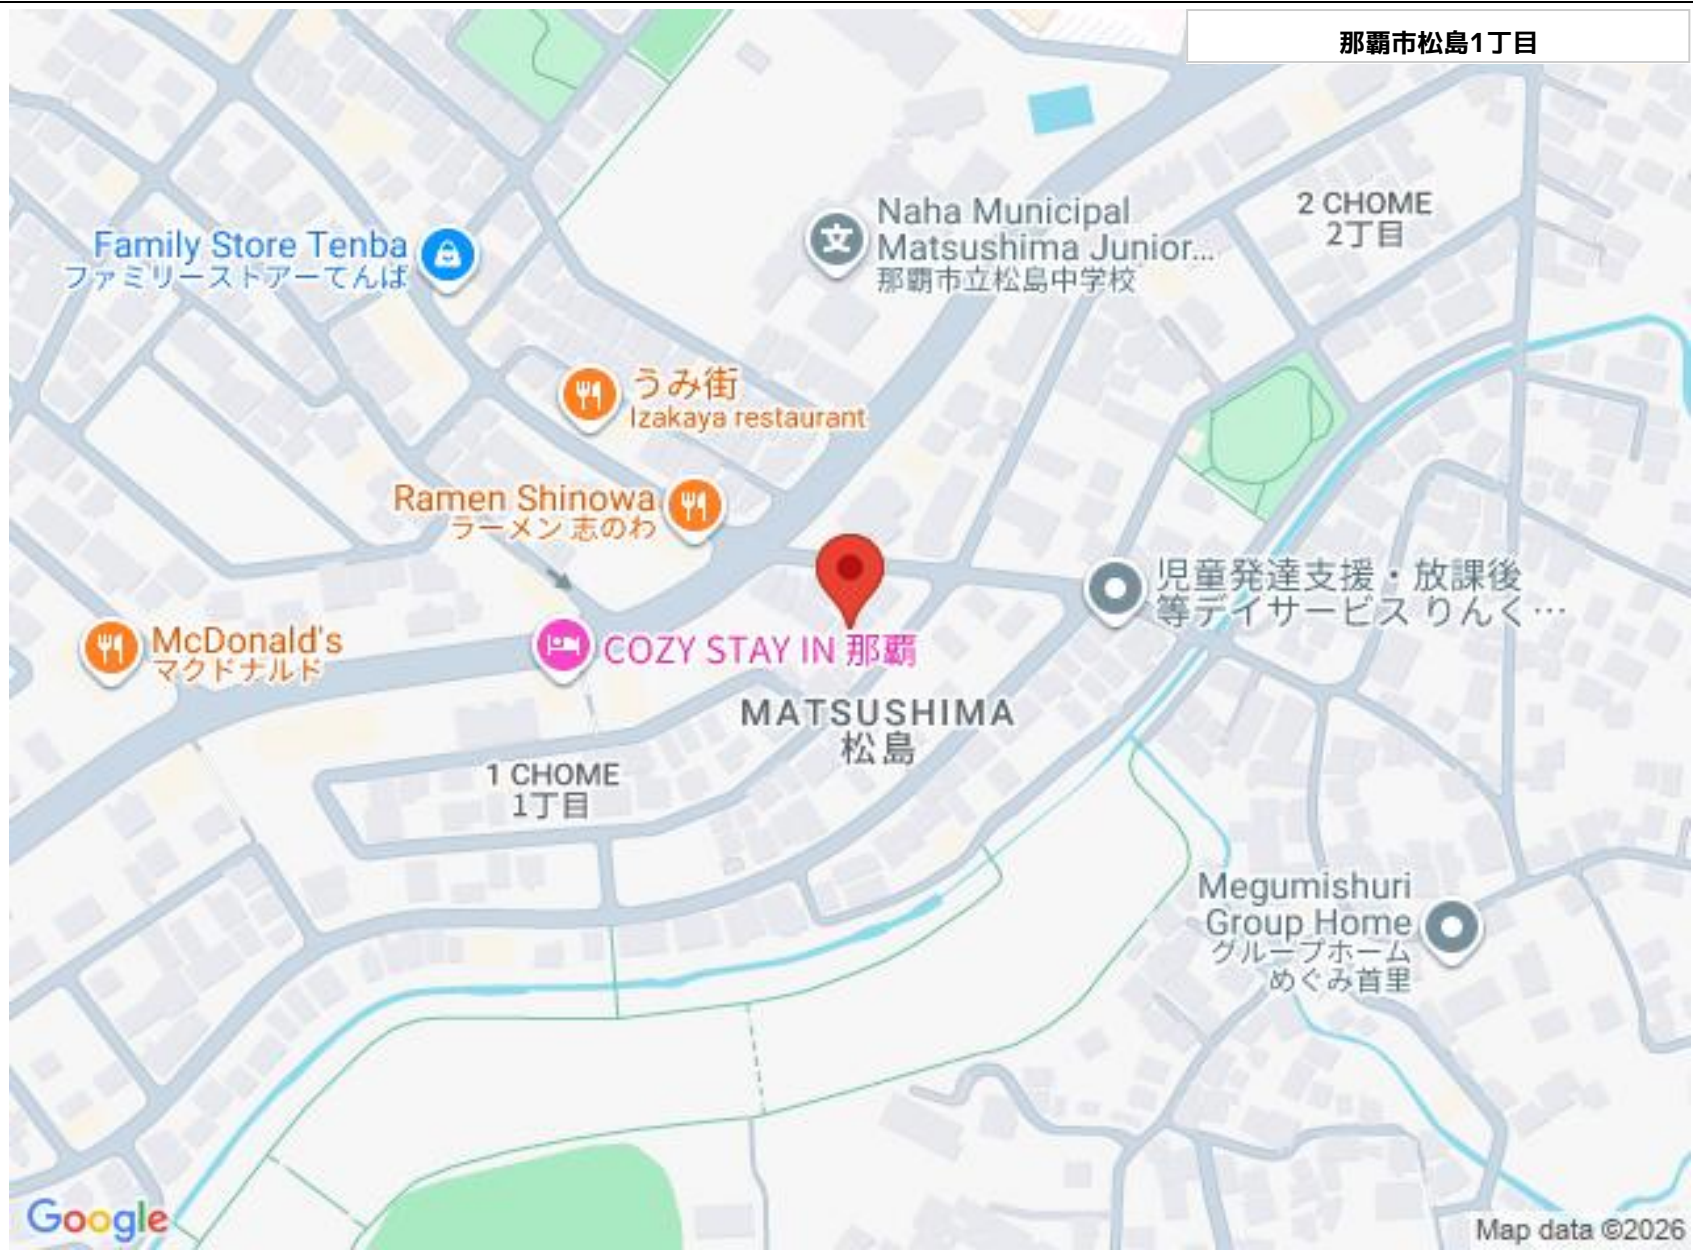 那覇市松島1丁目
2 CHOME
2丁目
Naha Municipal
Matsushima Junior...
那覇市立松島中学校
Family Store Tenba
ファミリーストアーてんば
うみ街
Izakaya restaurant
Ramen Shinowa
ラーメン 志のわ
児童発達支援・放課後
等デイサービス りんく…
McDonald's
マクドナルド
COZY STAY IN 那覇
MATSUSHIMA
松島
1 CHOME
1丁目
Megumishuri
Group Home
グループホーム
めぐみ首里
Google
Map data ©2026